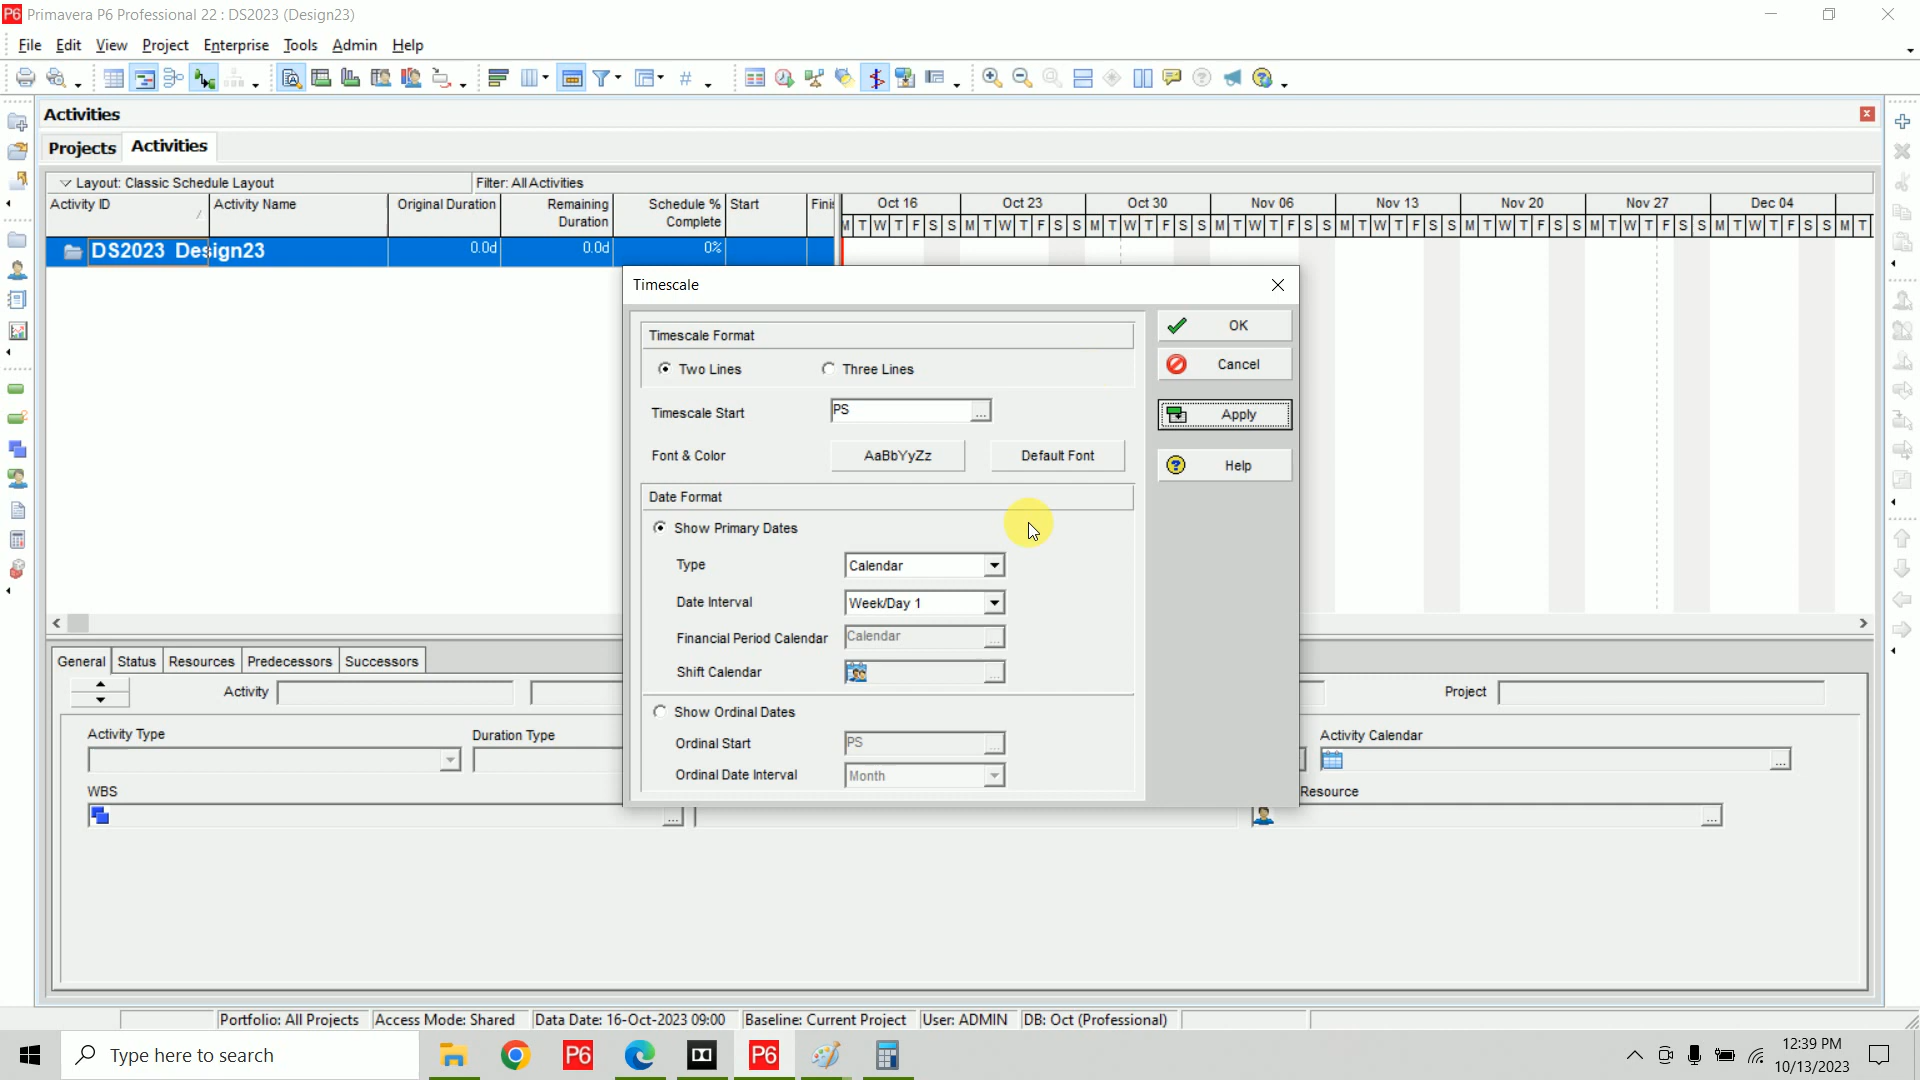 P6 Primavera P6 Professional 22 : DS2023 (Design23)
File Edit View Project Enterprise Tools Admin Help
Activities
Projects Activities
Layout: Classic Schedule Layout Filter: All Activities
Activity ID Activity Name Original Duration Remaining Duration Schedule % Complete Start Finis
Oct 16 Oct 23 Oct 30 Nov 06 Nov 13 Nov 20 Nov 27 Dec 04
M T W T F S S M T W T F S S M T W T F S S M T W T F S S M T W T F S S M T W T F S S M T W T F S S M T W T F S S M T
DS2023 Design23 0.0d 0.0d 0%
Timescale
Timescale Format
Two Lines Three Lines
Timescale Start PS ...
Font & Color AaBbYyZz Default Font
Date Format
Show Primary Dates
Type Calendar
Date Interval Week/Day 1
Financial Period Calendar Calendar ...
Shift Calendar ...
Show Ordinal Dates
Ordinal Start PS ...
Ordinal Date Interval Month
OK
Cancel
Apply
Help
General Status Resources Predecessors Successors
Activity Project
Activity Type Duration Type Activity Calendar
...
WBS Resource
... ...
Portfolio: All Projects Access Mode: Shared Data Date: 16-Oct-2023 09:00 Baseline: Current Project User: ADMIN DB: Oct (Professional)
Type here to search P6 P6
12:39 PM
10/13/2023